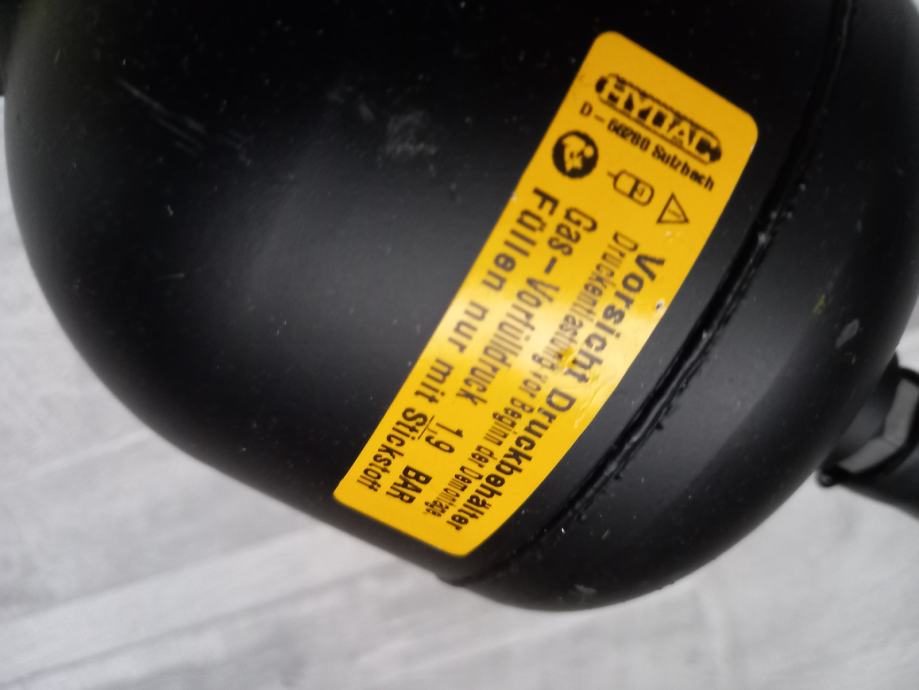 HYDAC
D - 66280 Sulzbach
Vorsicht Druckbehälter
Druckentlastung vor Beginn der Demontage.
Gas-Vorfülldruck 1,9 BAR
Füllen nur mit Stickstoff